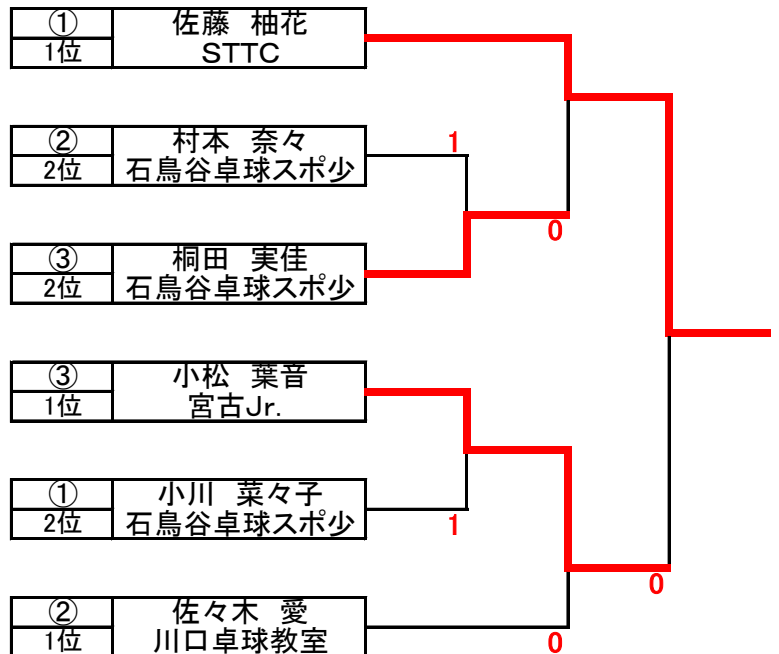 ① 佐藤 柚花
1位 STTC
② 村本 奈々
2位 石鳥谷卓球スポ少
1
0
③ 桐田 実佳
2位 石鳥谷卓球スポ少
③ 小松 葉音
1位 宮古Jr.
① 小川 菜々子
2位 石鳥谷卓球スポ少
1
0
② 佐々木 愛
1位 川口卓球教室
0